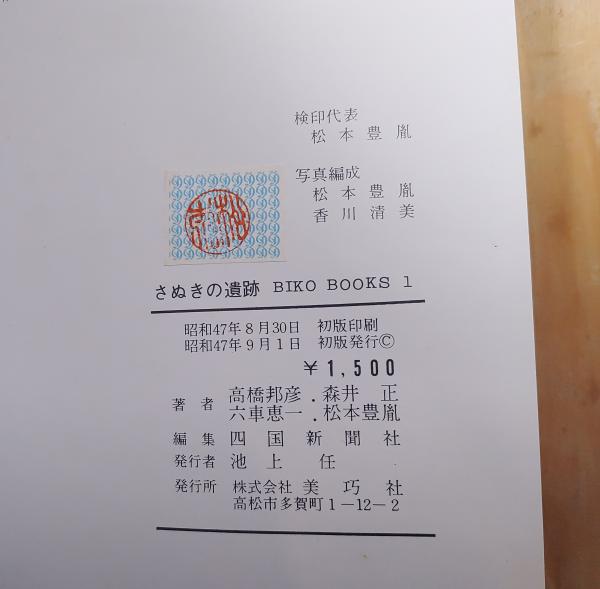 検印代表
松本豊胤
写真編成
松本豊胤
香川清美
さぬきの遺跡 BIKO BOOKS 1
昭和47年8月30日 初版印刷
昭和47年9月1日 初版発行©
¥1,500
著者 高橋邦彦.森井正
六車恵一.松本豊胤
編集 四国新聞社
発行者 池上任
発行所 株式会社 美巧社
高松市多賀町1-12-2